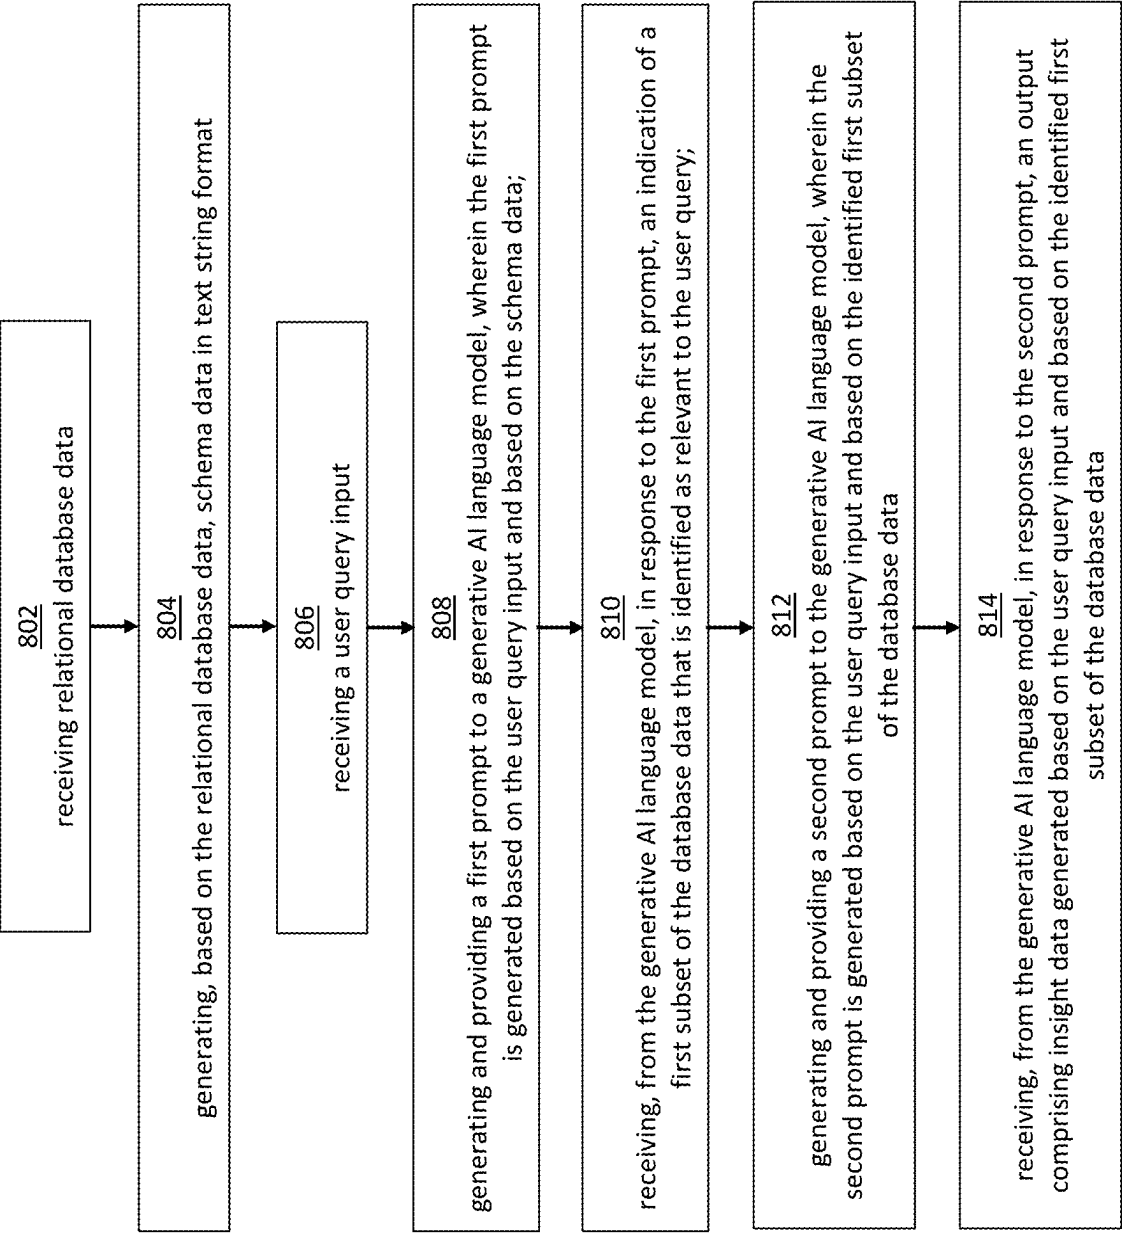 802
receiving relational database data
804
generating, based on the relational database data, schema data in text string format
806
receiving a user query input
808
generating and providing a first prompt to a generative AI language model, wherein the first prompt
is generated based on the user query input and based on the schema data;
810
receiving, from the generative AI language model, in response to the first prompt, an indication of a
first subset of the database data that is identified as relevant to the user query;
812
generating and providing a second prompt to the generative AI language model, wherein the
second prompt is generated based on the user query input and based on the identified first subset
of the database data
814
receiving, from the generative AI language model, in response to the second prompt, an output
comprising insight data generated based on the user query input and based on the identified first
subset of the database data